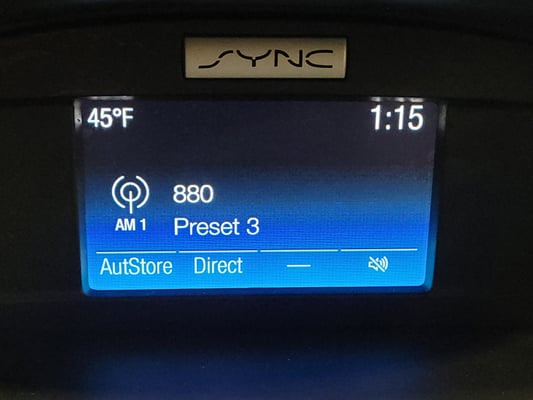 SYNC
45°F 1:15
880
AM 1 Preset 3
AutStore Direct —